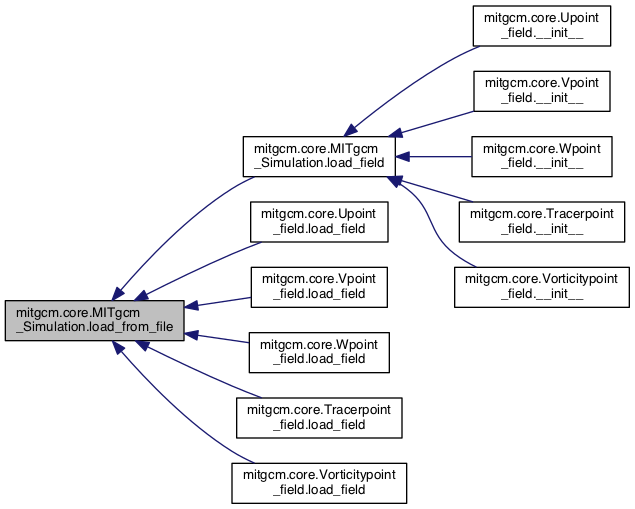 mitgcm.core.Upoint
_field.__init__
mitgcm.core.Vpoint
_field.__init__
mitgcm.core.MITgcm
_Simulation.load_field
mitgcm.core.Wpoint
_field.__init__
mitgcm.core.Upoint
_field.load_field
mitgcm.core.Tracerpoint
_field.__init__
mitgcm.core.Vpoint
_field.load_field
mitgcm.core.Vorticitypoint
_field.__init__
mitgcm.core.MITgcm
_Simulation.load_from_file
mitgcm.core.Wpoint
_field.load_field
mitgcm.core.Tracerpoint
_field.load_field
mitgcm.core.Vorticitypoint
_field.load_field